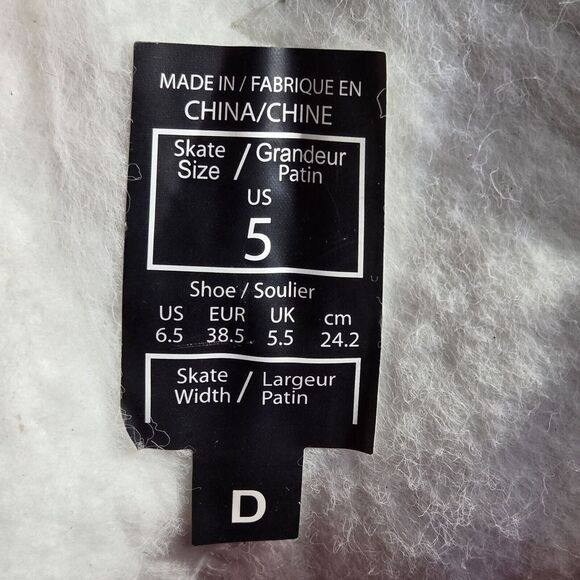 MADE IN / FABRIQUE EN
CHINA/CHINE
Skate Size / Grandeur Patin
US
5
Shoe / Soulier
US EUR UK cm
6.5 38.5 5.5 24.2
Skate Width / Largeur Patin
D